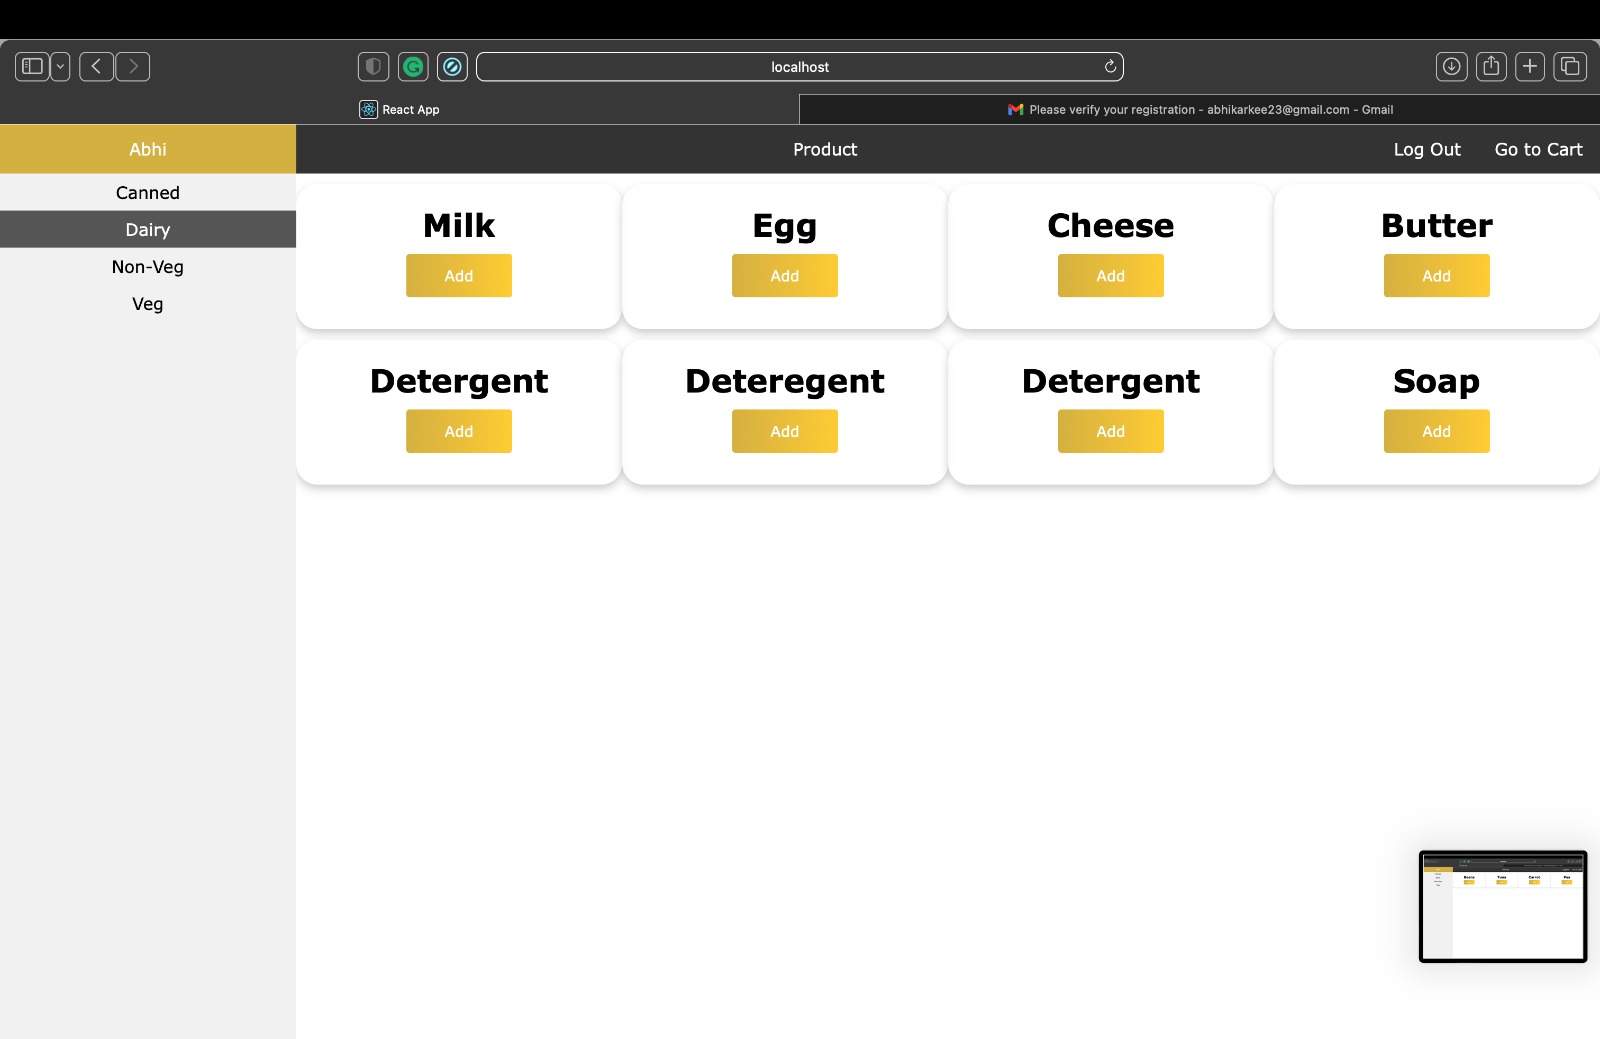 localhost
React App
Please verify your registration - abhikarkee23@gmail.com - Gmail
Abhi
Product
Log Out
Go to Cart
Canned
Dairy
Non-Veg
Veg
Milk
Egg
Cheese
Butter
Add
Add
Add
Add
Detergent
Deteregent
Detergent
Soap
Add
Add
Add
Add